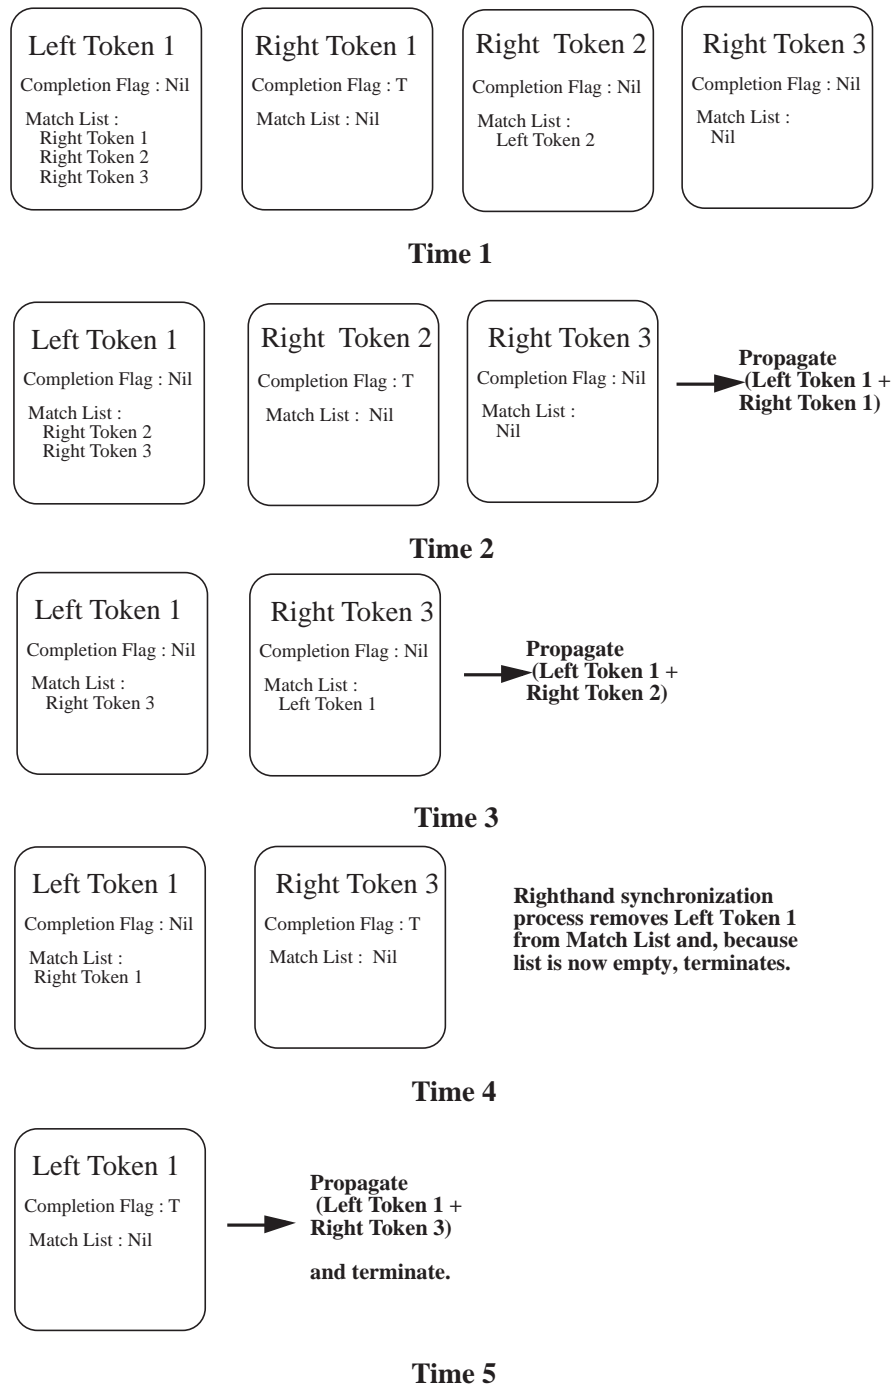 Left Token 1
Completion Flag : Nil
Match List :
Right Token 1
Right Token 2
Right Token 3
Right Token 1
Completion Flag : T
Match List : Nil
Right Token 2
Completion Flag : Nil
Match List :
Left Token 2
Right Token 3
Completion Flag : Nil
Match List :
Nil
Time 1
Left Token 1
Completion Flag : Nil
Match List :
Right Token 2
Right Token 3
Right Token 2
Completion Flag : T
Match List : Nil
Right Token 3
Completion Flag : Nil
Match List :
Nil
Propagate
(Left Token 1 +
Right Token 1)
Time 2
Left Token 1
Completion Flag : Nil
Match List :
Right Token 3
Right Token 3
Completion Flag : Nil
Match List :
Left Token 1
Propagate
(Left Token 1 +
Right Token 2)
Time 3
Left Token 1
Completion Flag : Nil
Match List :
Right Token 1
Right Token 3
Completion Flag : T
Match List : Nil
Righthand synchronization
process removes Left Token 1
from Match List and, because
list is now empty, terminates.
Time 4
Left Token 1
Completion Flag : T
Match List : Nil
Propagate
(Left Token 1 +
Right Token 3)
and terminate.
Time 5